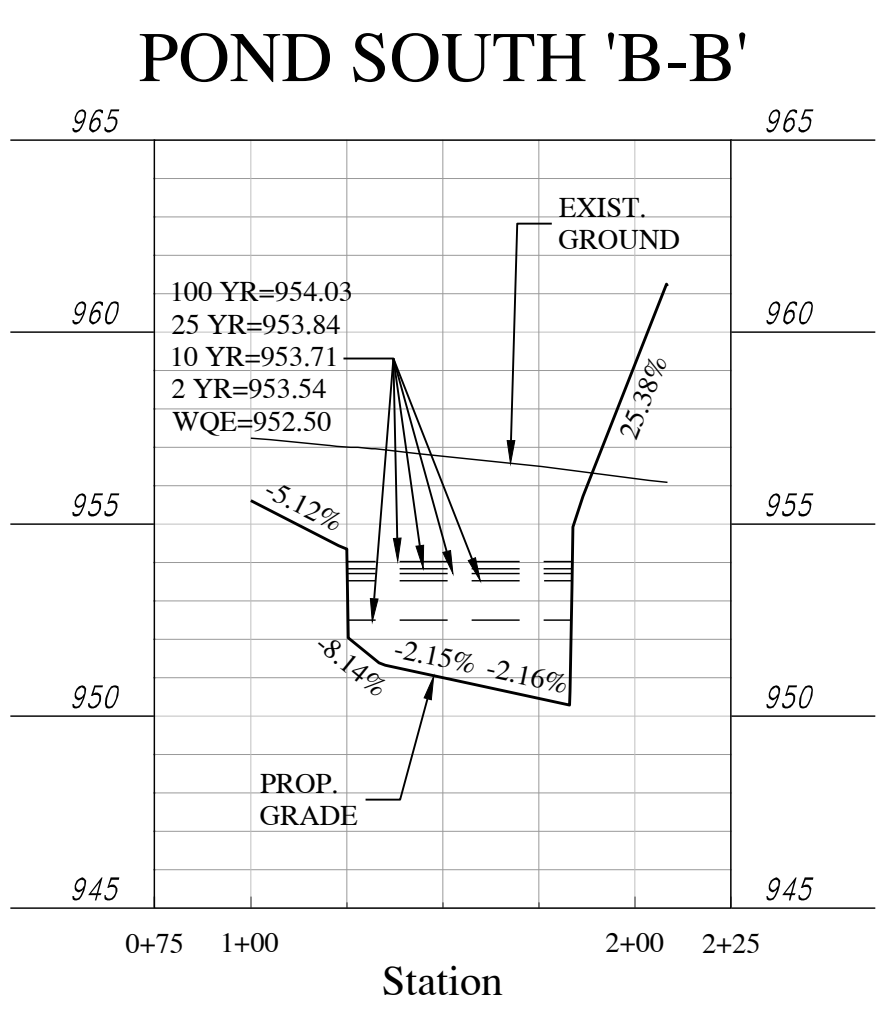 POND SOUTH 'B-B'
965
965
EXIST.
GROUND
100 YR=954.03
25 YR=953.84
10 YR=953.71
2 YR=953.54
WQE=952.50
960
960
25.38%
-5.12%
955
955
-8.14%
-2.15%
-2.16%
950
950
PROP.
GRADE
945
945
0+75
1+00
2+00
2+25
Station